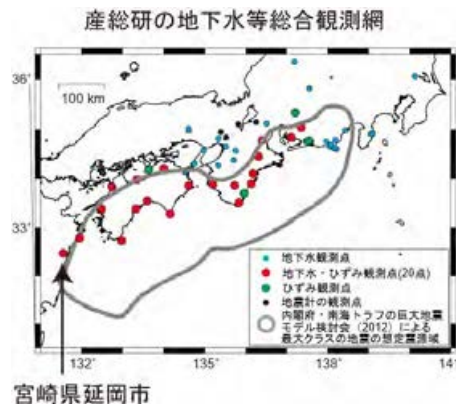 産総研の地下水等総合観測網
36°
100 km
33°
地下水観測点
地下水・ひずみ観測点(20点)
ひずみ観測点
地震計の観測点
内閣府・南海トラフの巨大地震
モデル検討会（2012）による
最大クラスの地震の想定震源域
132°
135°
138°
14
宮崎県延岡市